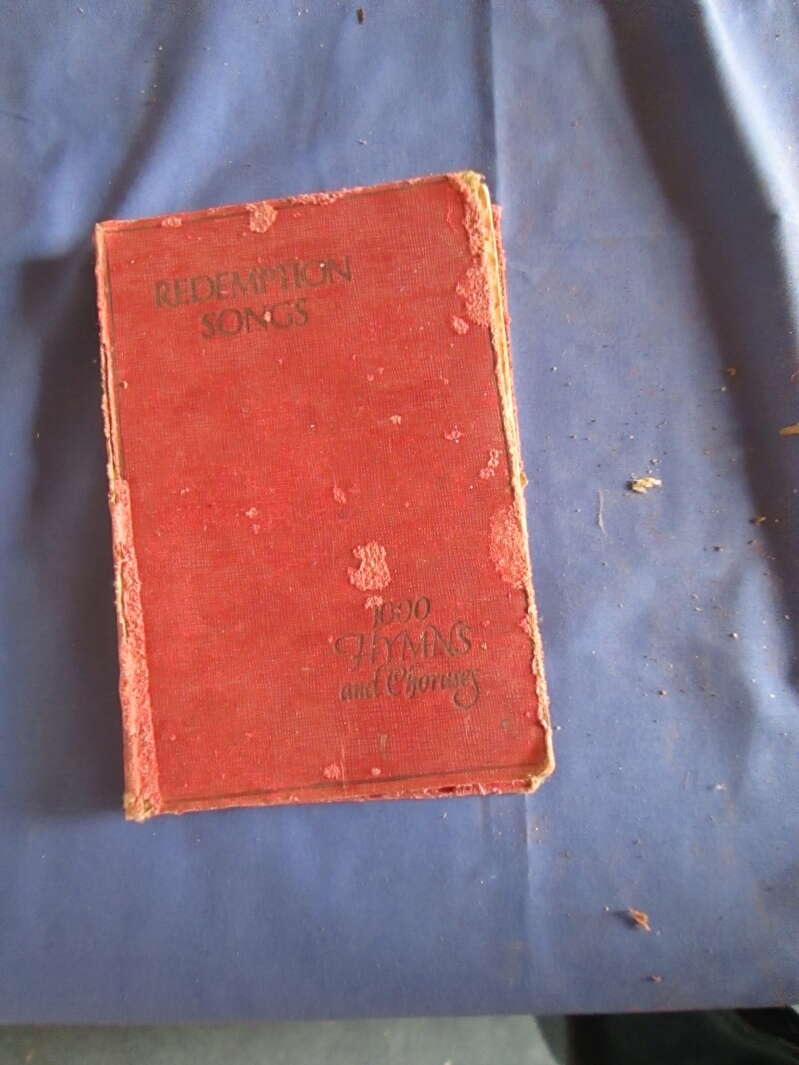 REDEMPTION
SONGS
1000
HYMNS
and Choruses